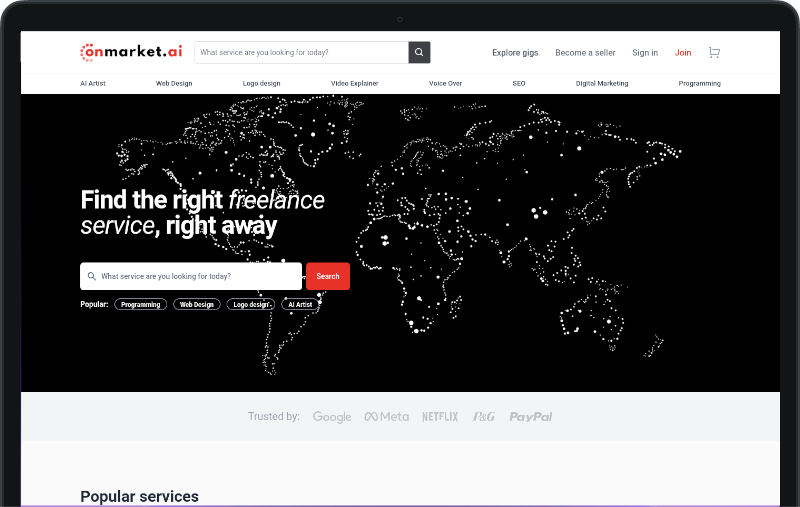 onmarket.ai
What service are you looking for today?
Explore gigs
Become a seller
Sign in
Join
AI Artist
Web Design
Logo design
Video Explainer
Voice Over
SEO
Digital Marketing
Programming
Find the right freelance
service, right away
What service are you looking for today?
Search
Popular:
Programming
Web Design
Logo design
AI Artist
Trusted by:
Google
Meta
NETFLIX
P&G
PayPal
Popular services